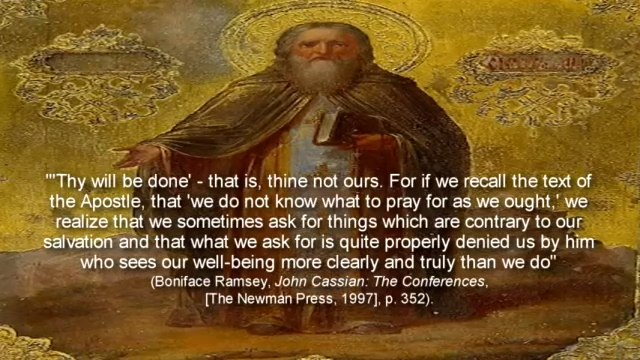 "'Thy will be done' - that is, thine not ours. For if we recall the text of
the Apostle, that 'we do not know what to pray for as we ought,' we
realize that we sometimes ask for things which are contrary to our
salvation and that what we ask for is quite properly denied us by him
who sees our well-being more clearly and truly than we do"
(Boniface Ramsey, John Cassian: The Conferences,
[The Newman Press, 1997], p. 352).